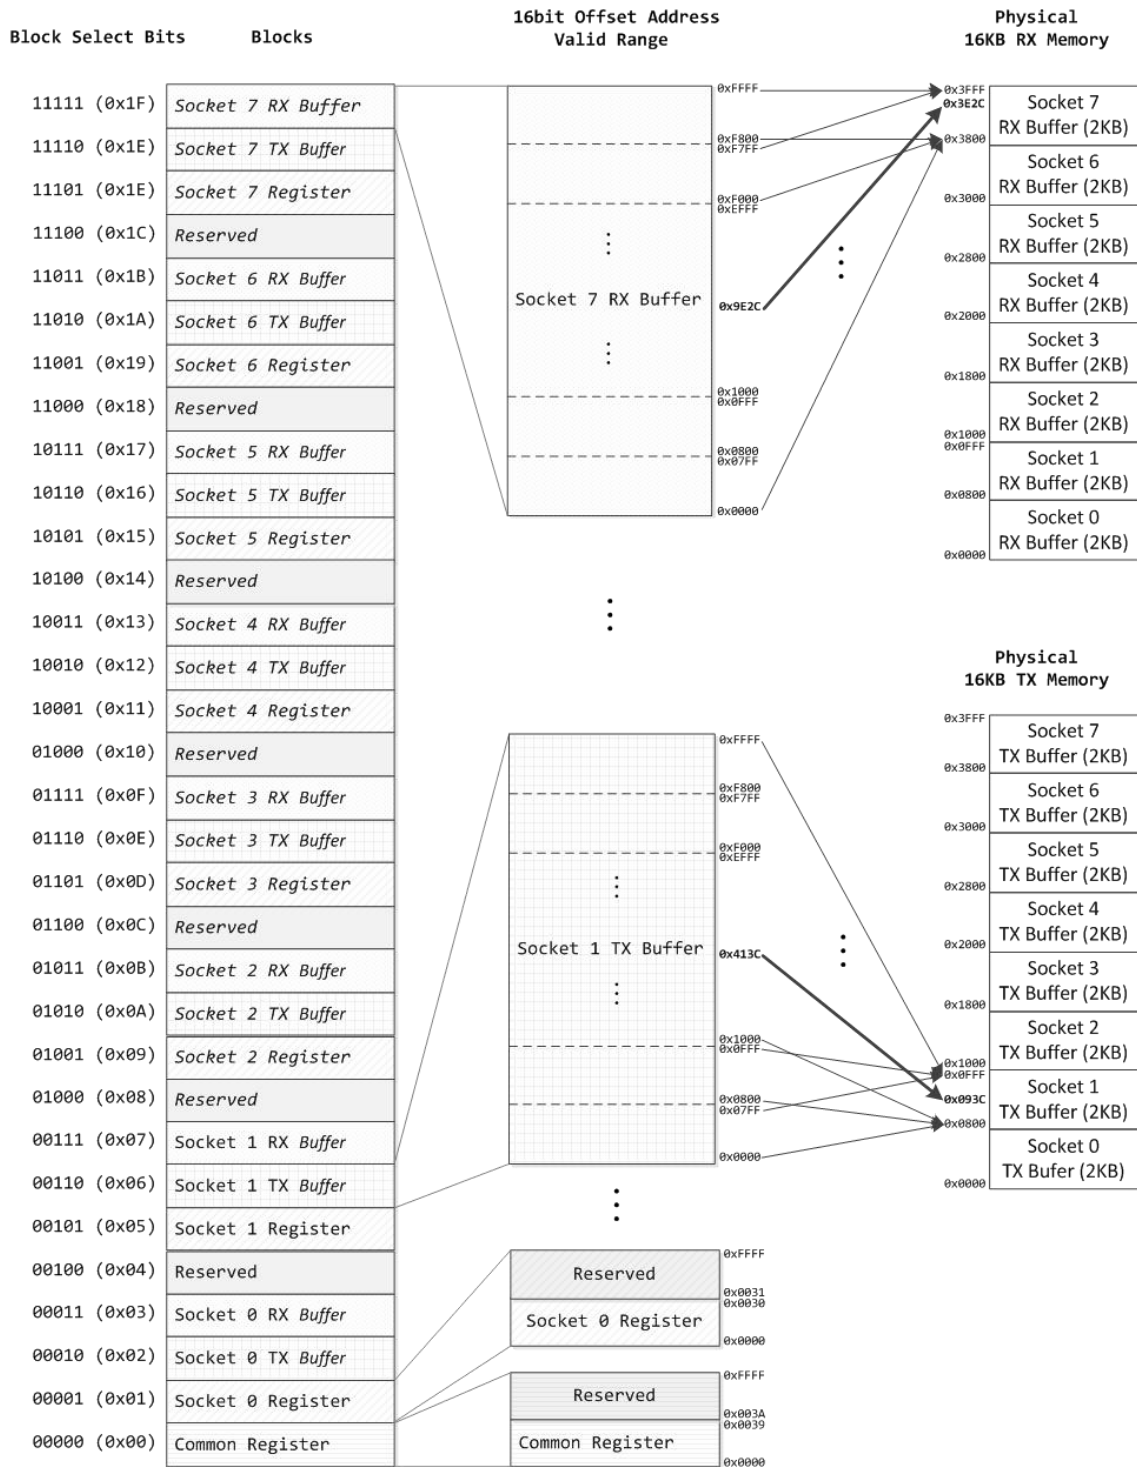 Block Select Bits
Blocks
16bit Offset Address
Valid Range
Physical
16KB RX Memory
11111 (0x1F) Socket 7 RX Buffer
11110 (0x1E) Socket 7 TX Buffer
11101 (0x1E) Socket 7 Register
11100 (0x1C) Reserved
11011 (0x1B) Socket 6 RX Buffer
11010 (0x1A) Socket 6 TX Buffer
11001 (0x19) Socket 6 Register
11000 (0x18) Reserved
10111 (0x17) Socket 5 RX Buffer
10110 (0x16) Socket 5 TX Buffer
10101 (0x15) Socket 5 Register
10100 (0x14) Reserved
10011 (0x13) Socket 4 RX Buffer
10010 (0x12) Socket 4 TX Buffer
10001 (0x11) Socket 4 Register
01000 (0x10) Reserved
01111 (0x0F) Socket 3 RX Buffer
01110 (0x0E) Socket 3 TX Buffer
01101 (0x0D) Socket 3 Register
01100 (0x0C) Reserved
01011 (0x0B) Socket 2 RX Buffer
01010 (0x0A) Socket 2 TX Buffer
01001 (0x09) Socket 2 Register
01000 (0x08) Reserved
00111 (0x07) Socket 1 RX Buffer
00110 (0x06) Socket 1 TX Buffer
00101 (0x05) Socket 1 Register
00100 (0x04) Reserved
00011 (0x03) Socket 0 RX Buffer
00010 (0x02) Socket 0 TX Buffer
00001 (0x01) Socket 0 Register
00000 (0x00) Common Register
0xFFFF
0xF800
0xF7FF
0xF000
0xEFFF
Socket 7 RX Buffer
0x9E2C
0x1000
0x0FFF
0x0800
0x07FF
0x0000
0xFFFF
0xF800
0xF7FF
0xF000
0xEFFF
Socket 1 TX Buffer
0x413C
0x1000
0x0FFF
0x0800
0x07FF
0x0000
0xFFFF
Reserved
0x0031
0x0030
Socket 0 Register
0x0000
0xFFFF
Reserved
0x003A
0x0039
Common Register
0x0000
0x3FFF
0x3E2C
Socket 7
RX Buffer (2KB)
0x3800
Socket 6
RX Buffer (2KB)
0x3000
Socket 5
RX Buffer (2KB)
0x2800
Socket 4
RX Buffer (2KB)
0x2000
Socket 3
RX Buffer (2KB)
0x1800
Socket 2
RX Buffer (2KB)
0x1000
0x0FFF
Socket 1
RX Buffer (2KB)
0x0800
Socket 0
RX Buffer (2KB)
0x0000
Physical
16KB TX Memory
0x3FFF
Socket 7
TX Buffer (2KB)
0x3800
Socket 6
TX Buffer (2KB)
0x3000
Socket 5
TX Buffer (2KB)
0x2800
Socket 4
TX Buffer (2KB)
0x2000
Socket 3
TX Buffer (2KB)
0x1800
Socket 2
TX Buffer (2KB)
0x1000
0x0FFF
Socket 1
0x093C
TX Buffer (2KB)
0x0800
Socket 0
TX Bufer (2KB)
0x0000